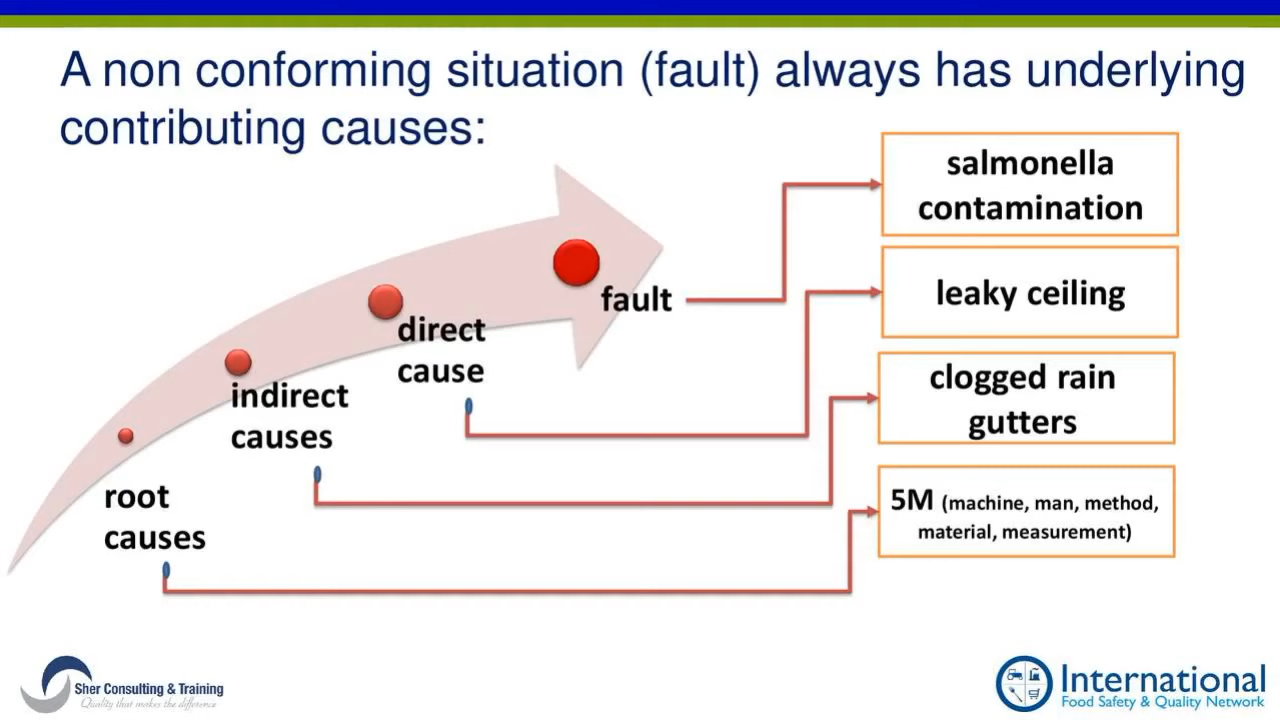 A non conforming situation (fault) always has underlying
contributing causes:
salmonella
contamination
fault
leaky ceiling
direct
cause
clogged rain
gutters
indirect
causes
5M (machine, man, method,
material, measurement)
root
causes
Sher Consulting & Training
Quality that makes the difference
International
Food Safety & Quality Network